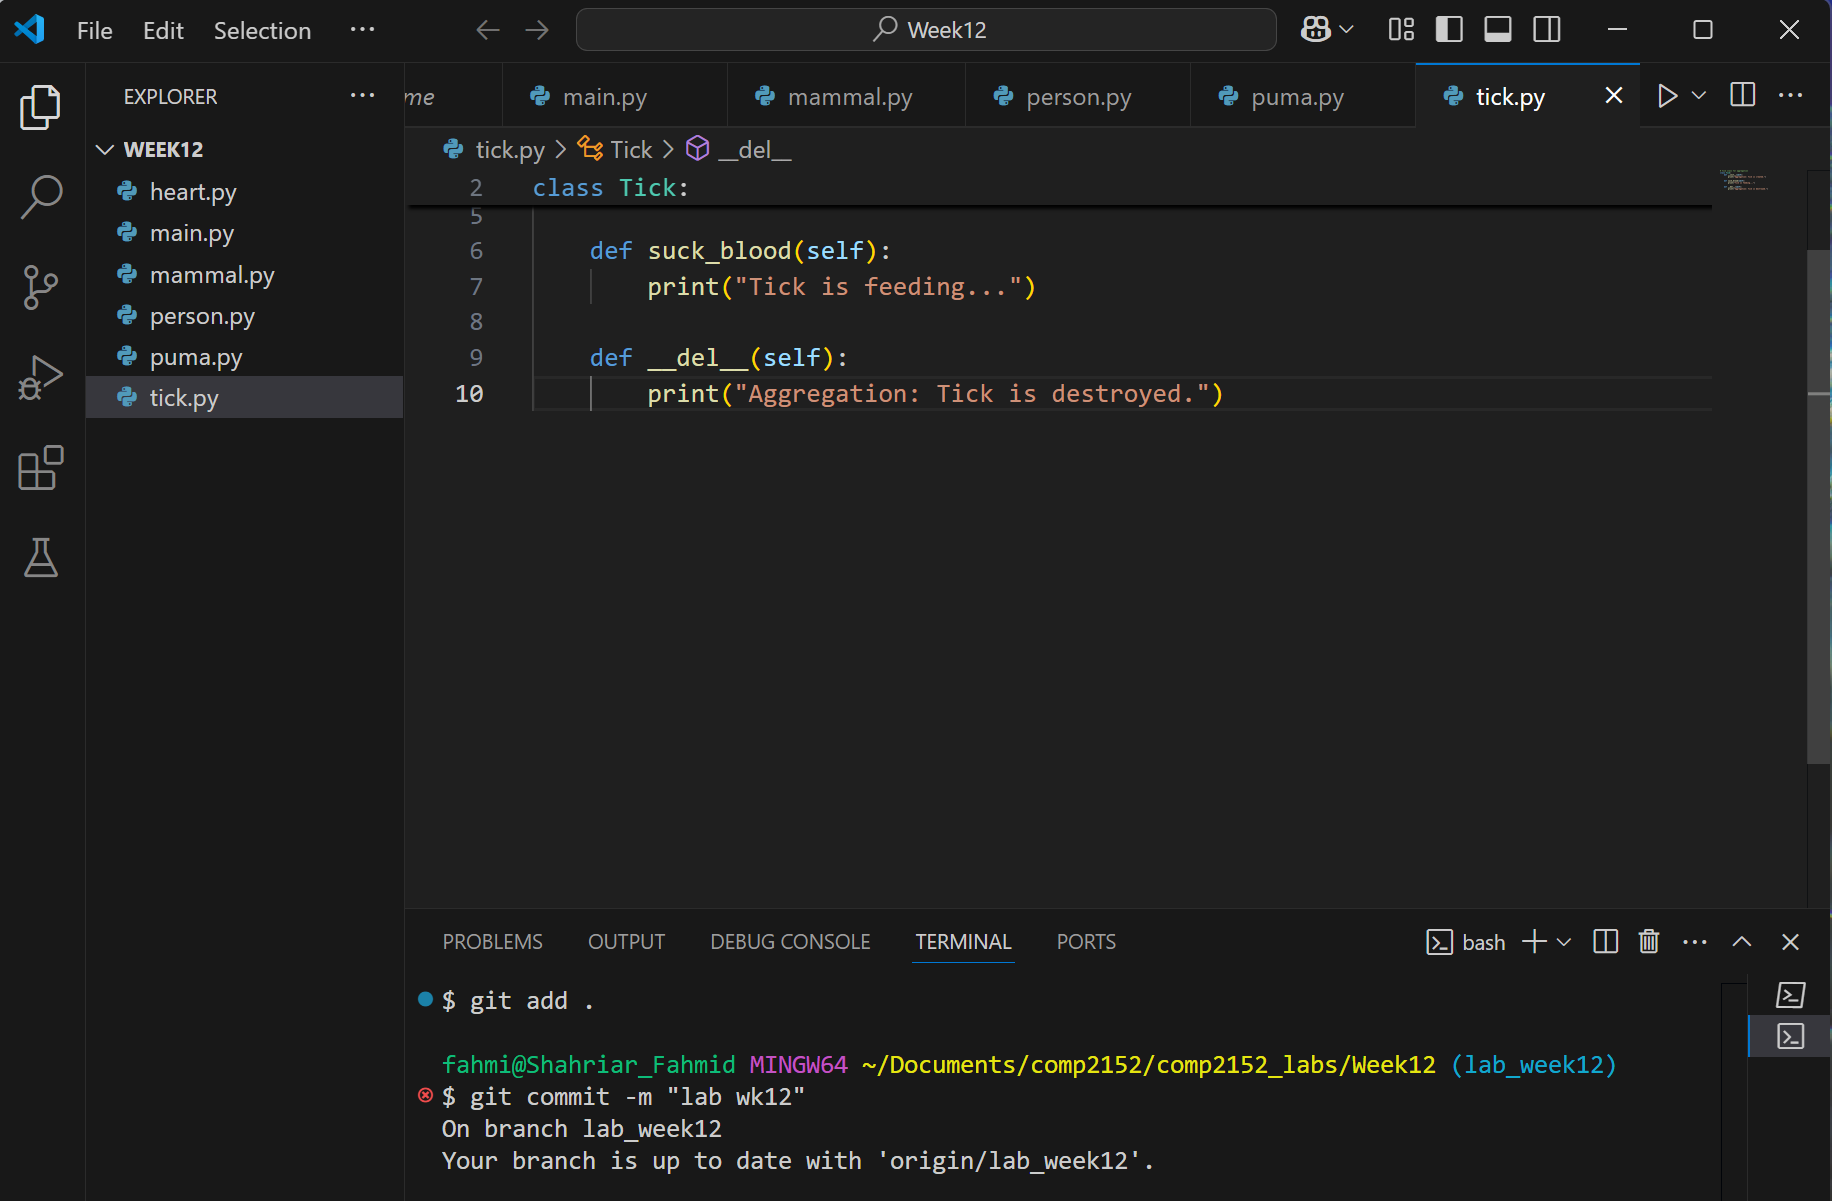 File Edit Selection ···
Week12
EXPLORER ···
me
main.py
mammal.py
person.py
puma.py
tick.py
WEEK12
heart.py
main.py
mammal.py
person.py
puma.py
tick.py
tick.py > Tick > __del__
2 class Tick:
5
6 def suck_blood(self):
7 print("Tick is feeding...")
8
9 def __del__(self):
10 print("Aggregation: Tick is destroyed.")
PROBLEMS OUTPUT DEBUG CONSOLE TERMINAL PORTS
bash
$ git add .
fahmi@Shahriar_Fahmid MINGW64 ~/Documents/comp2152/comp2152_labs/Week12 (lab_week12)
$ git commit -m "lab wk12"
On branch lab_week12
Your branch is up to date with 'origin/lab_week12'.